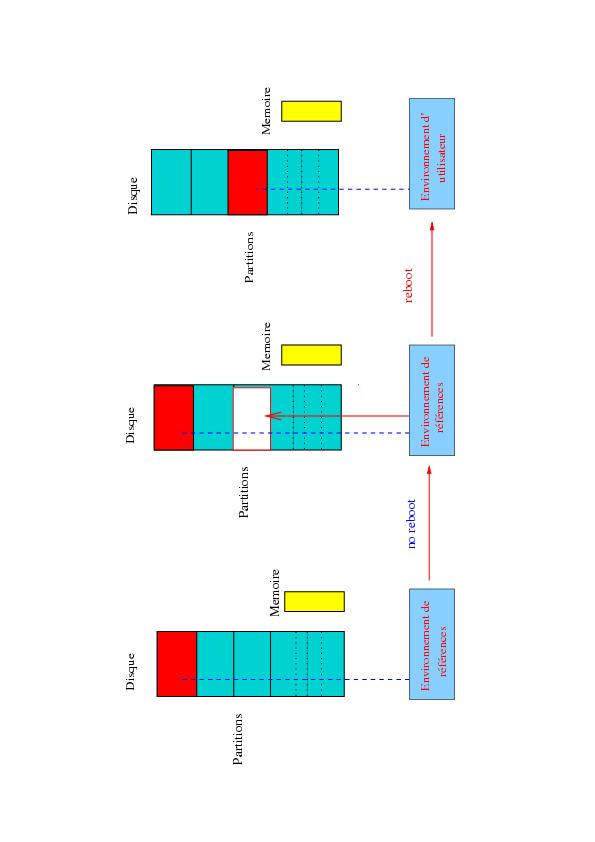 Disque
Partitions
Memoire
Environnement de
références
no reboot
Disque
Partitions
Memoire
Environnement de
références
reboot
Disque
Partitions
Memoire
Environnement d'
utilisateur